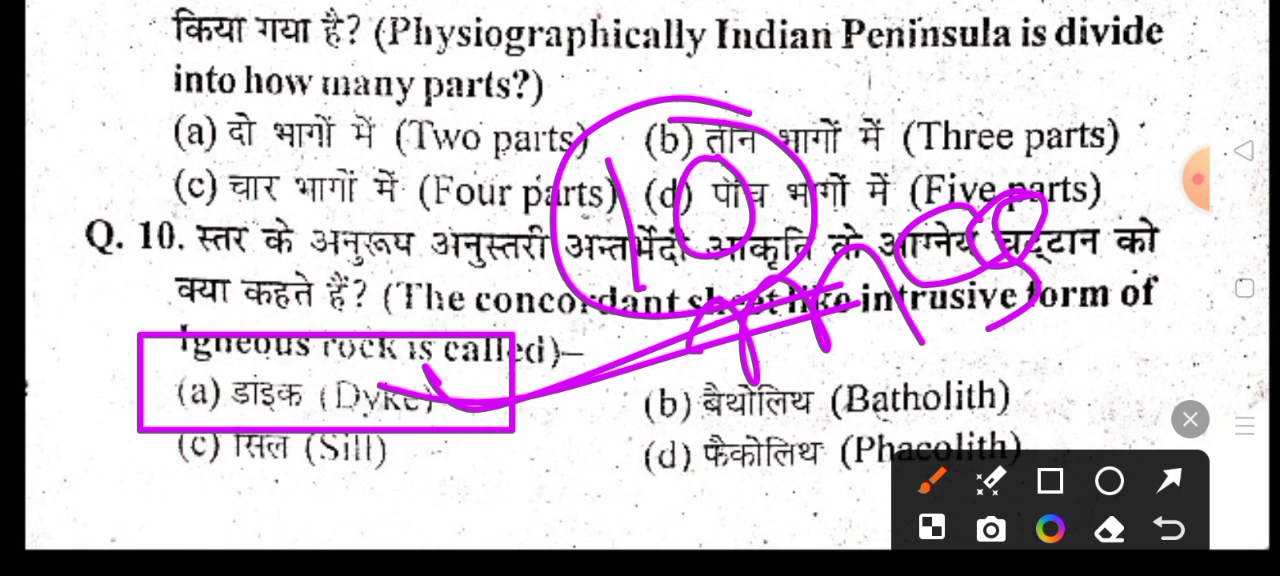 किया गया है? (Physiographically Indian Peninsula is divide
into how many parts?)
(a) दो भागों में (Two parts) (b) तीन भागों में (Three parts)
(c) चार भागों में (Four parts) (d) पाँच भागों में (Five parts)
Q. 10. स्तर के अनुरूप अनुस्तरी अन्तर्भेदी आकृति के आग्नेय चट्टान को
क्या कहते हैं? (The concordant sheet like intrusive form of
Igneous rock is called)–
(a) डांइक (Dyke) (b) बैथोलिथ (Batholith)
(c) सिल (Sill) (d) फैकोलिथ (Phacolith)
10